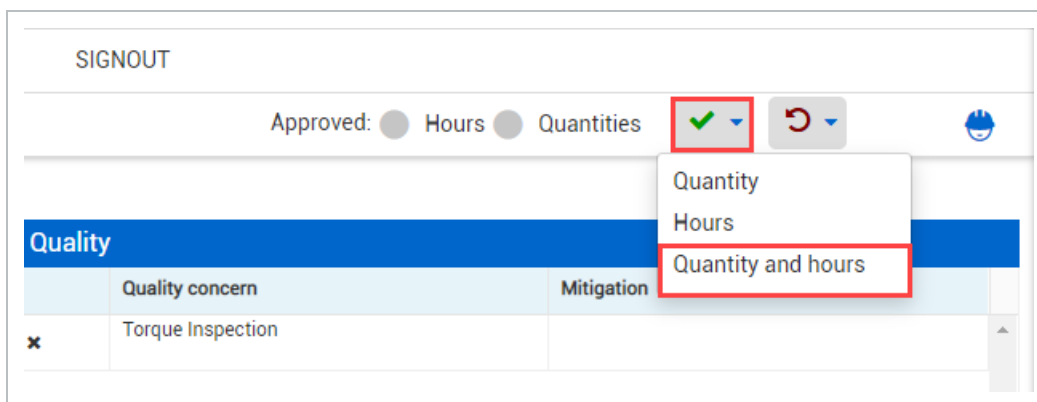 SIGNOUT
Approved: Hours Quantities
Quantity
Hours
Quantity and hours
Quality
Quality concern Mitigation
Torque Inspection